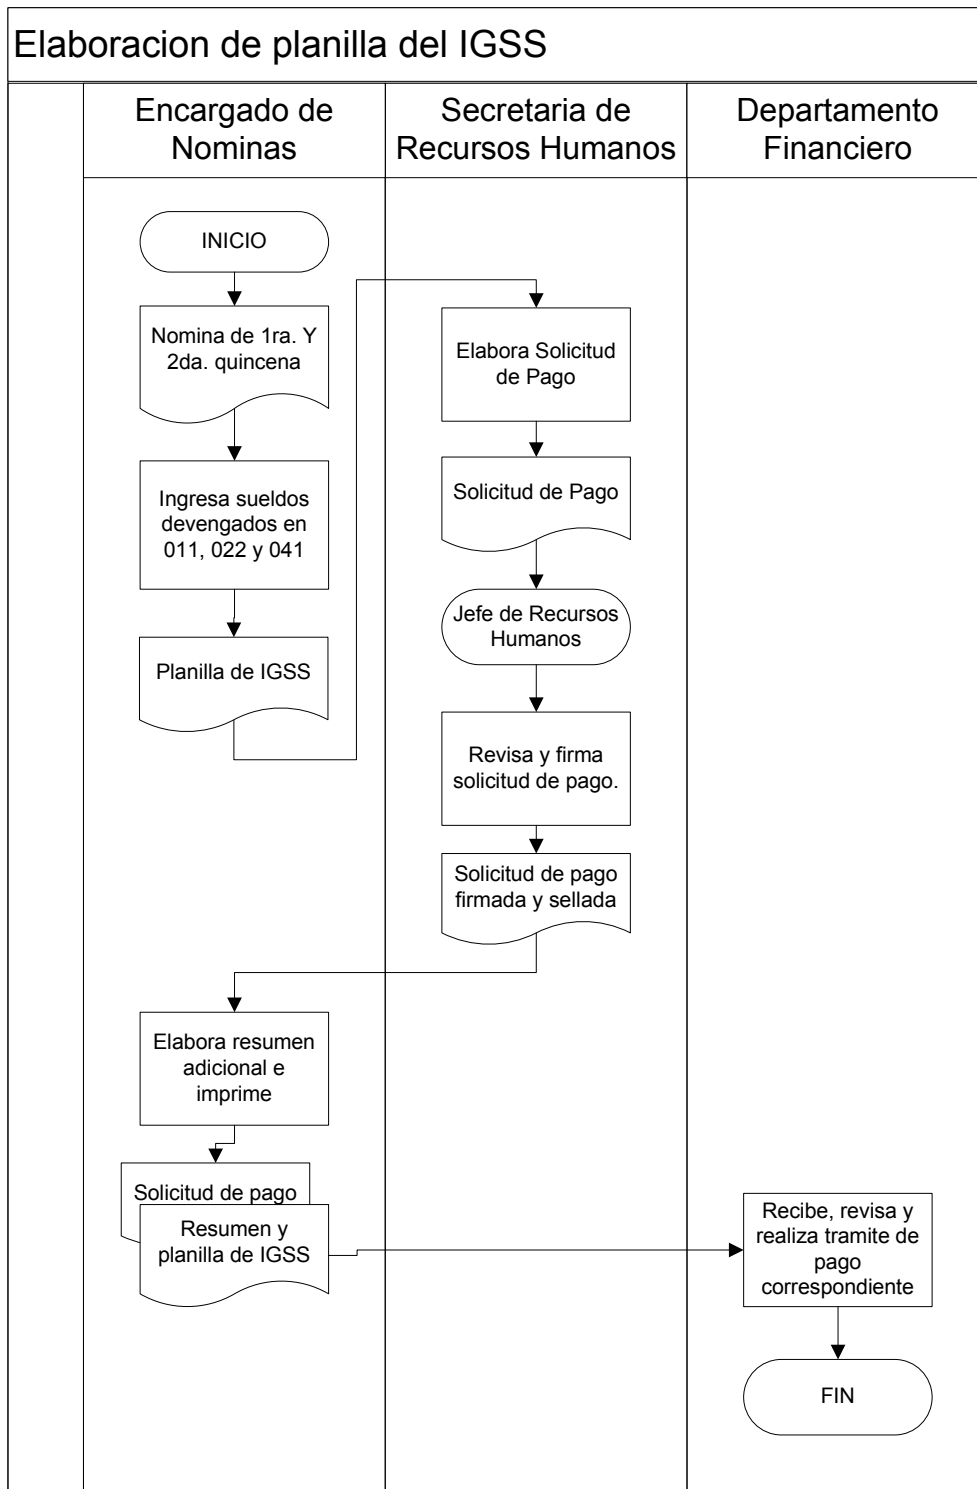 Elaboracion de planilla del IGSS
Encargado de
Nominas
Secretaria de
Recursos Humanos
Departamento
Financiero
INICIO
Nomina de 1ra. Y
2da. quincena
Ingresa sueldos
devengados en
011, 022 y 041
Planilla de IGSS
Elabora Solicitud
de Pago
Solicitud de Pago
Jefe de Recursos
Humanos
Revisa y firma
solicitud de pago.
Solicitud de pago
firmada y sellada
Elabora resumen
adicional e
imprime
Solicitud de pago
Resumen y
planilla de IGSS
Recibe, revisa y
realiza tramite de
pago
correspondiente
FIN